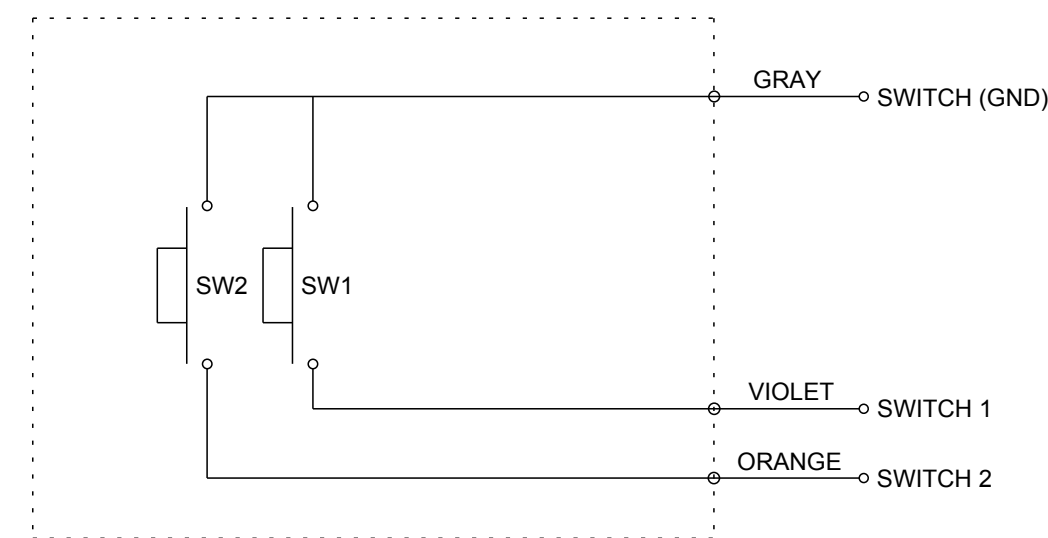 GRAY
SWITCH (GND)
SW2
SW1
VIOLET
SWITCH 1
ORANGE
SWITCH 2